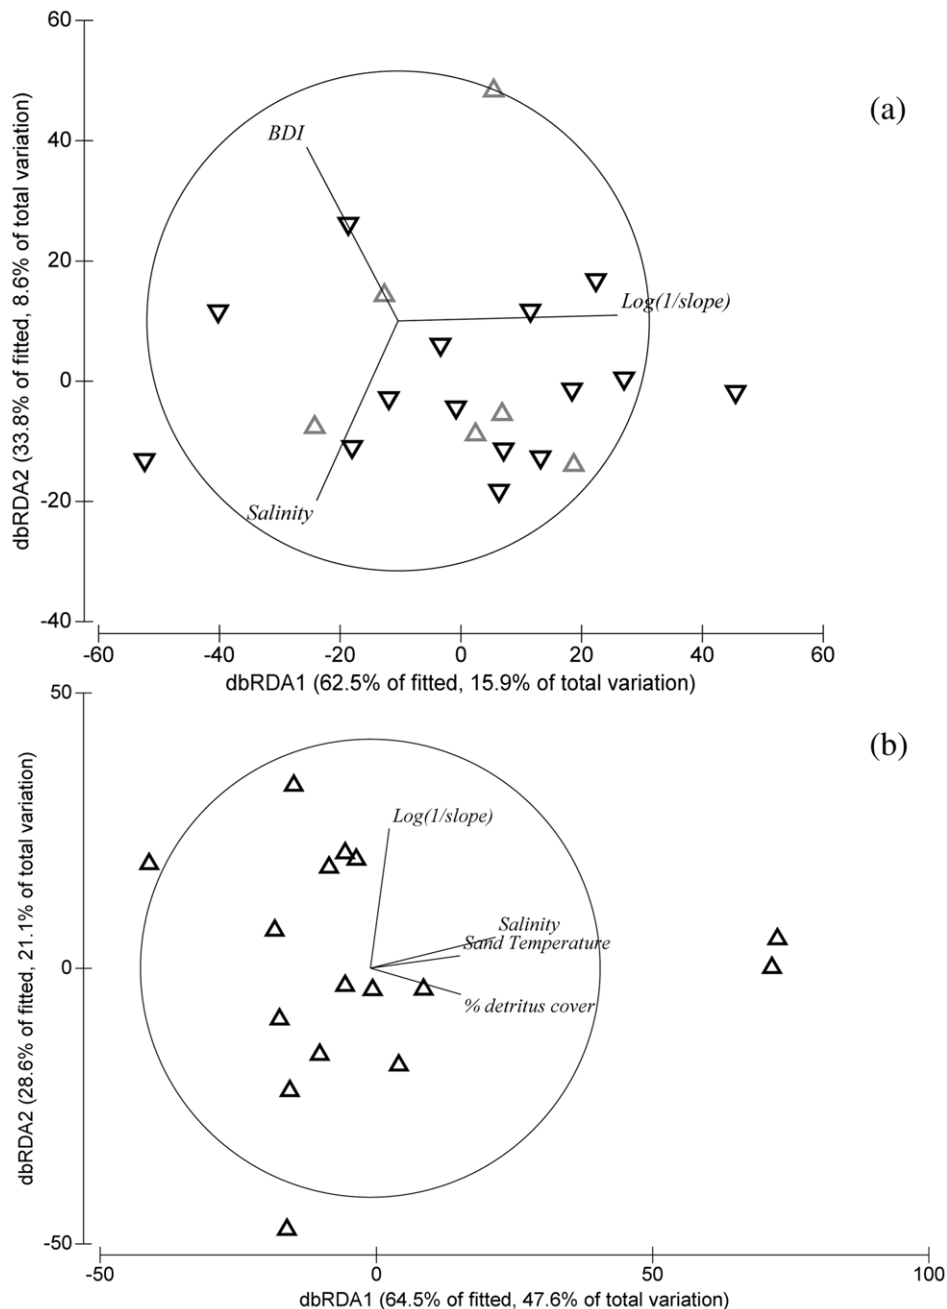 (a)
60
40
20
0
-20
-40
dbRDA2 (33.8% of fitted, 8.6% of total variation)
BDI
Log(1/slope)
Salinity
-60 -40 -20 0 20 40 60
dbRDA1 (62.5% of fitted, 15.9% of total variation)
(b)
50
0
-50
dbRDA2 (28.6% of fitted, 21.1% of total variation)
Log(1/slope)
Salinity
Sand Temperature
% detritus cover
-50 0 50 100
dbRDA1 (64.5% of fitted, 47.6% of total variation)